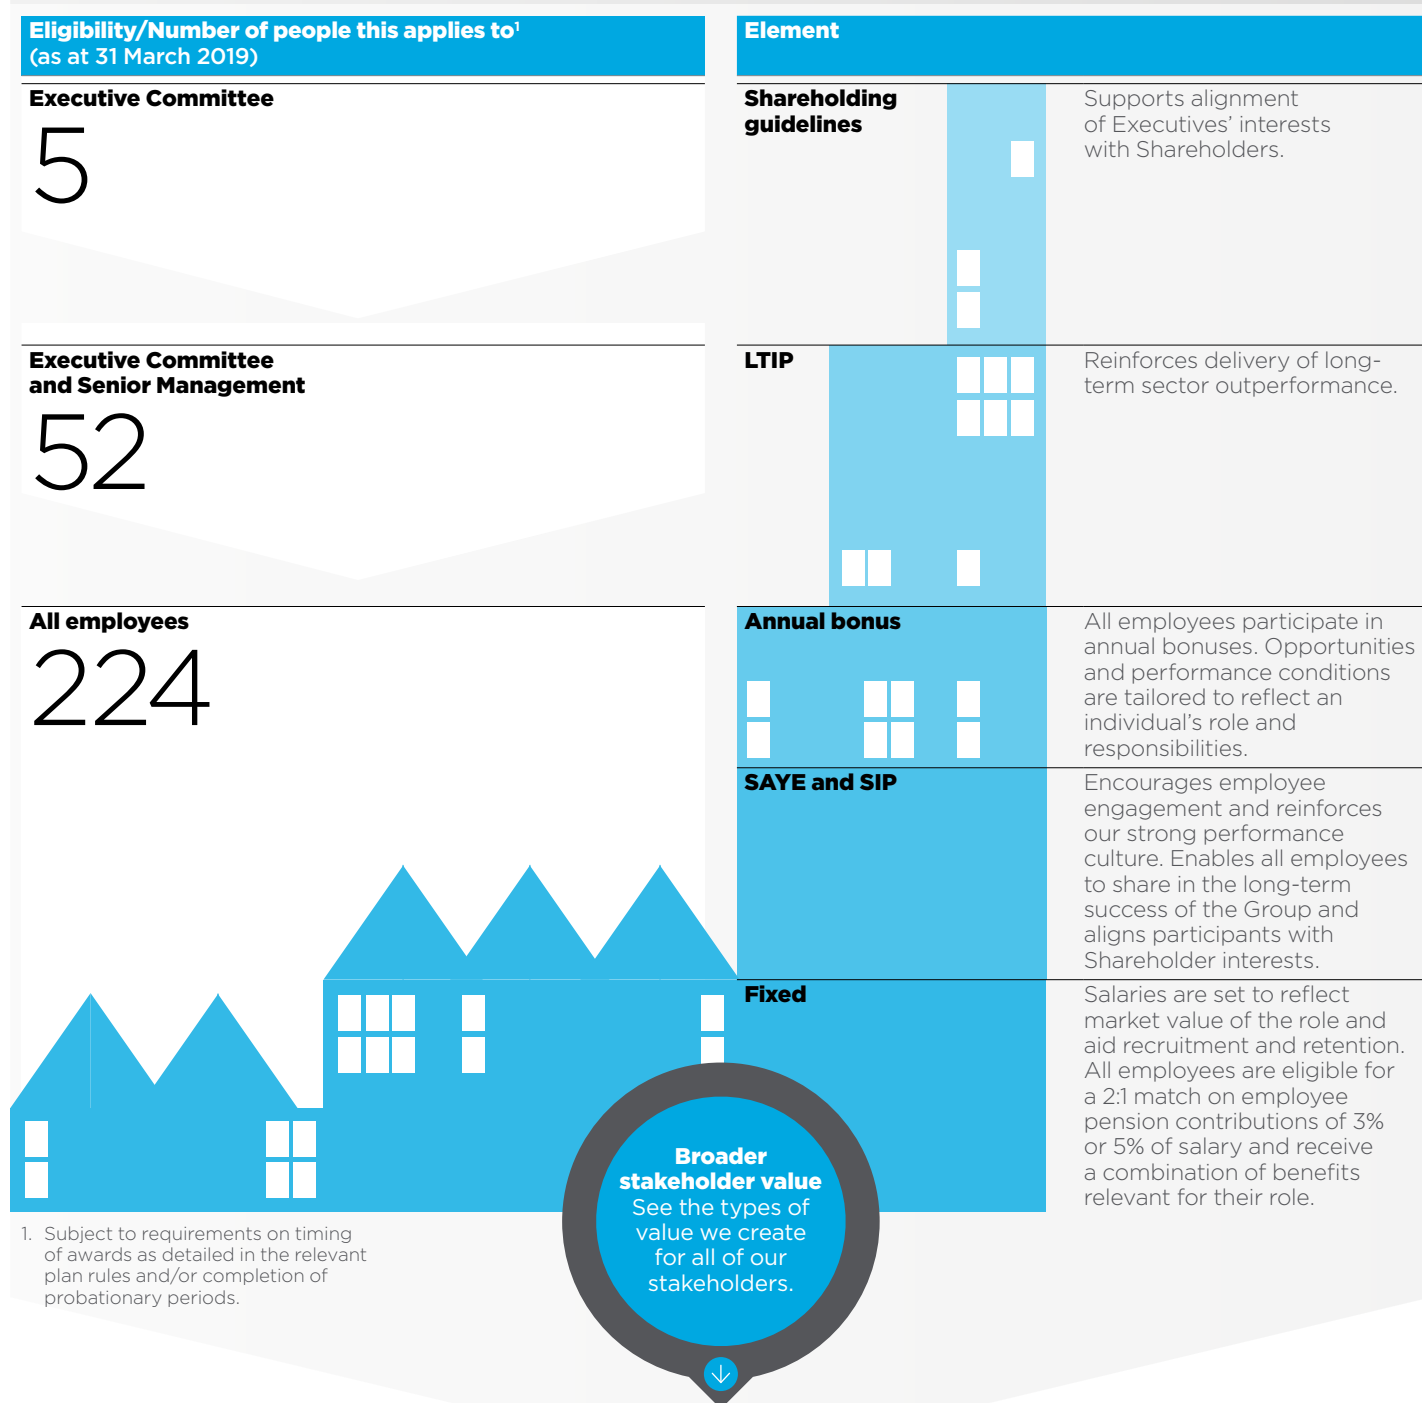 Eligibility/Number of people this applies to¹
(as at 31 March 2019)
Element
Executive Committee
5
Shareholding
guidelines
Supports alignment
of Executives’ interests
with Shareholders.
Executive Committee
and Senior Management
52
LTIP
Reinforces delivery of long-
term sector outperformance.
All employees
224
Annual bonus
All employees participate in
annual bonuses. Opportunities
and performance conditions
are tailored to reflect an
individual’s role and
responsibilities.
SAYE and SIP
Encourages employee
engagement and reinforces
our strong performance
culture. Enables all employees
to share in the long-term
success of the Group and
aligns participants with
Shareholder interests.
Fixed
Salaries are set to reflect
market value of the role and
aid recruitment and retention.
All employees are eligible for
a 2:1 match on employee
pension contributions of 3%
or 5% of salary and receive
a combination of benefits
relevant for their role.
Broader
stakeholder value
See the types of
value we create
for all of our
stakeholders.
1. Subject to requirements on timing
of awards as detailed in the relevant
plan rules and/or completion of
probationary periods.